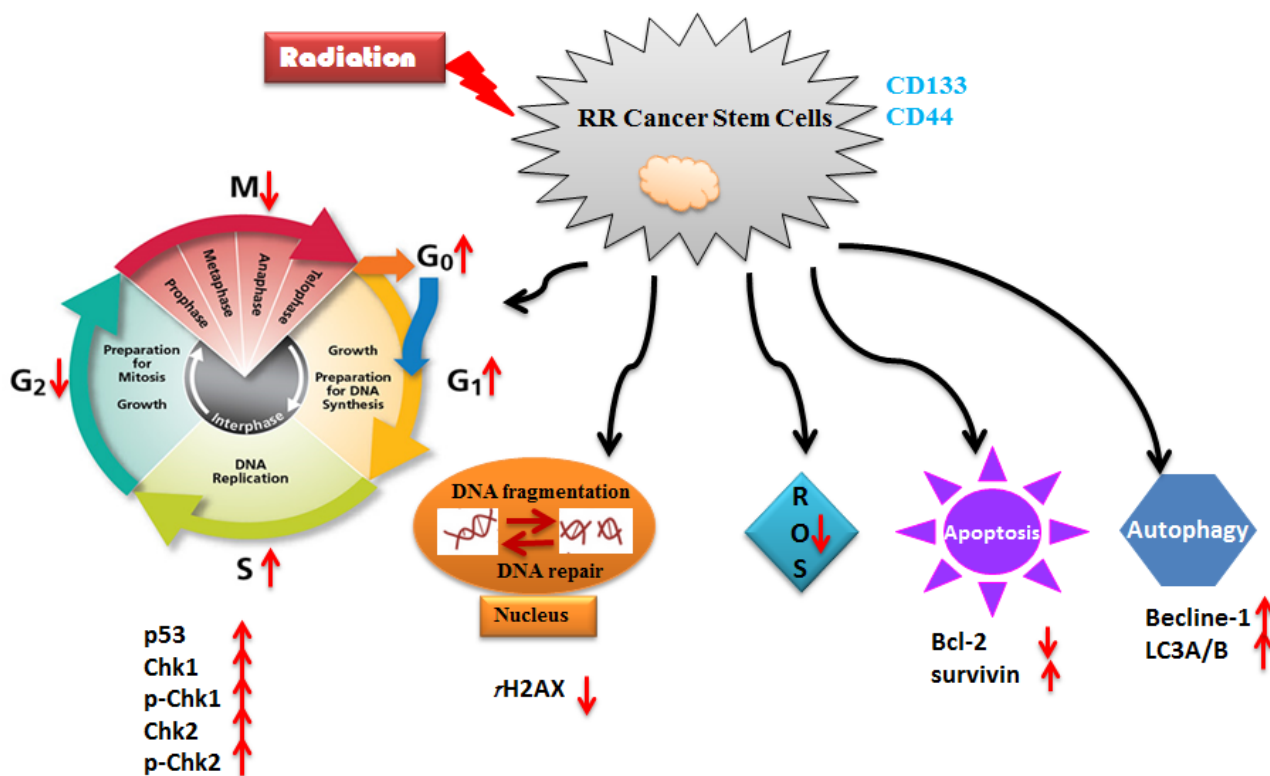 Radiation
RR Cancer Stem Cells
CD133
CD44
M
G0
G1
S
G2
Prophase
Metaphase
Anaphase
Telophase
Growth
Preparation
for DNA
Synthesis
DNA
Replication
Preparation
for
Mitosis
Growth
Interphase
p53
Chk1
p-Chk1
Chk2
p-Chk2
DNA fragmentation
DNA repair
Nucleus
rH2AX
R
O
S
Apoptosis
Bcl-2
survivin
Autophagy
Becline-1
LC3A/B